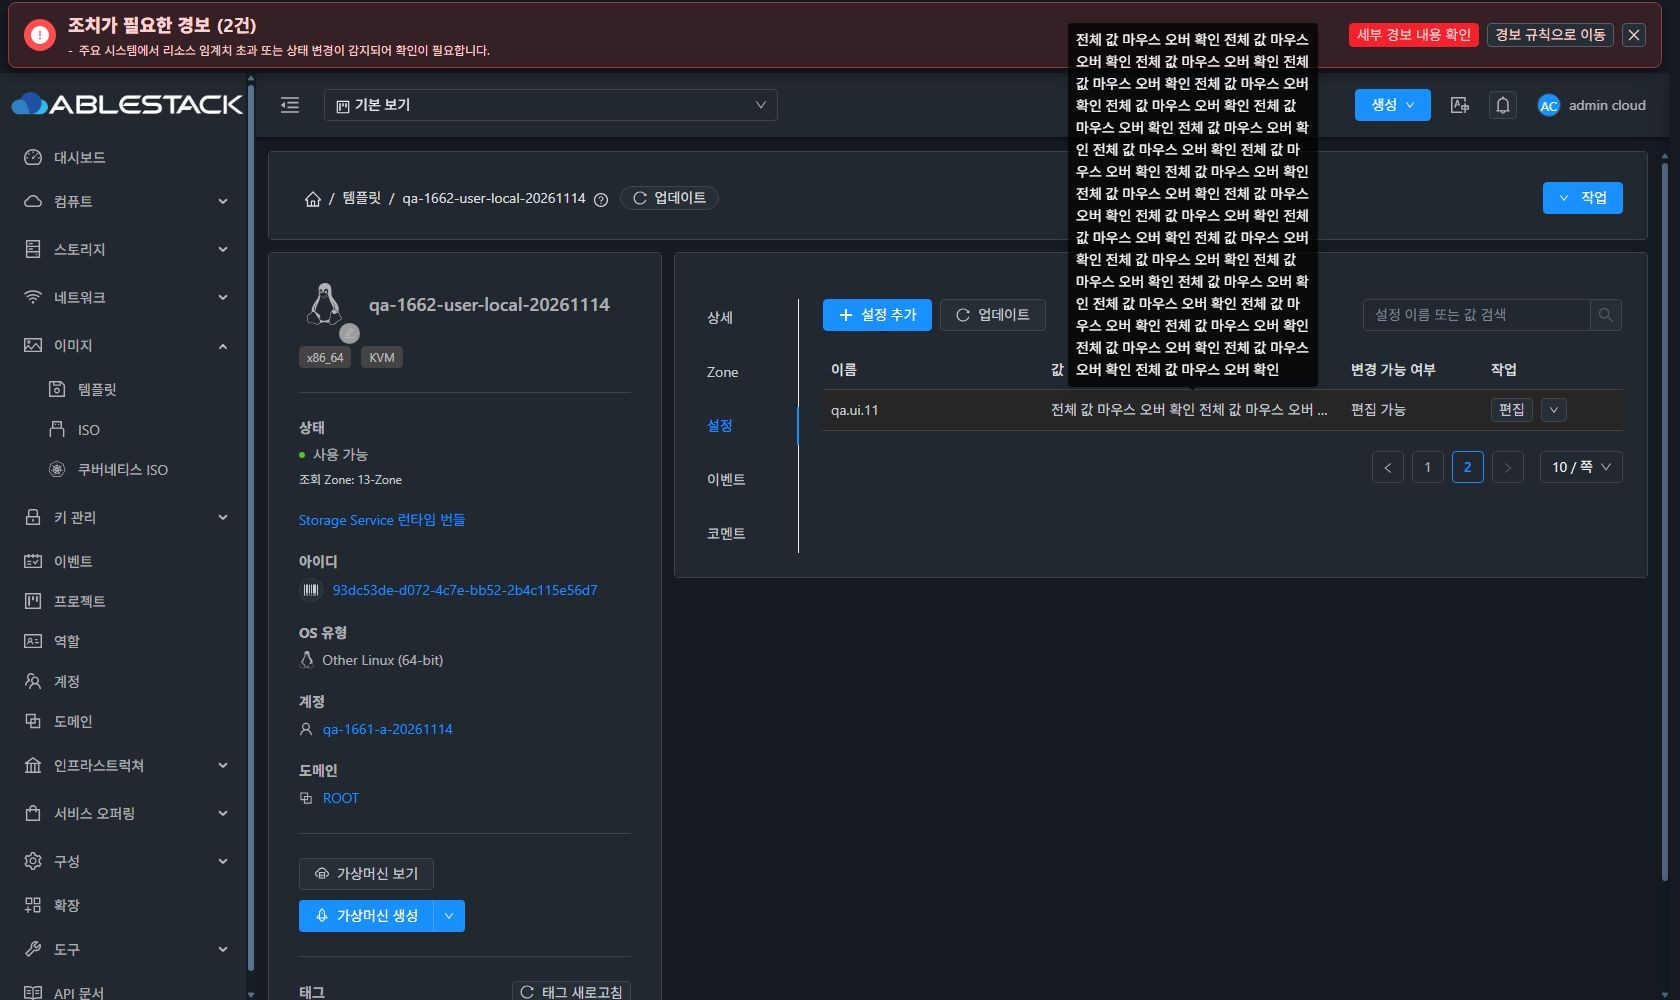 조치가 필요한 경보 (2건)
- 주요 시스템에서 리소스 임계치 초과 또는 상태 변경이 감지되어 확인이 필요합니다.
세부 경보 내용 확인
경보 규칙으로 이동
ABLESTACK
기본 보기
생성
AC
admin cloud
대시보드
컴퓨트
스토리지
네트워크
이미지
템플릿
ISO
쿠버네티스 ISO
키 관리
이벤트
프로젝트
역할
계정
도메인
인프라스트럭쳐
서비스 오퍼링
구성
확장
도구
API 문서
/ 템플릿 / qa-1662-user-local-20261114
업데이트
작업
qa-1662-user-local-20261114
x86_64
KVM
상태
사용 가능
조회 Zone: 13-Zone
Storage Service 런타임 번들
아이디
93dc53de-d072-4c7e-bb52-2b4c115e56d7
OS 유형
Other Linux (64-bit)
계정
qa-1661-a-20261114
도메인
ROOT
가상머신 보기
가상머신 생성
태그
태그 새로고침
상세
Zone
설정
이벤트
코멘트
설정 추가
업데이트
설정 이름 또는 값 검색
전체 값 마우스 오버 확인 전체 값 마우스
오버 확인 전체 값 마우스 오버 확인 전체
값 마우스 오버 확인 전체 값 마우스 오버
확인 전체 값 마우스 오버 확인 전체 값
마우스 오버 확인 전체 값 마우스 오버 확
인 전체 값 마우스 오버 확인 전체 값 마
우스 오버 확인 전체 값 마우스 오버 확인
전체 값 마우스 오버 확인 전체 값 마우스
오버 확인 전체 값 마우스 오버 확인 전체
값 마우스 오버 확인 전체 값 마우스 오버
확인 전체 값 마우스 오버 확인 전체 값
마우스 오버 확인 전체 값 마우스 오버 확
인 전체 값 마우스 오버 확인 전체 값 마
우스 오버 확인 전체 값 마우스 오버 확인
전체 값 마우스 오버 확인 전체 값 마우스
오버 확인 전체 값 마우스 오버 확인
이름
값
변경 가능 여부
작업
qa.ui.11
전체 값 마우스 오버 확인 전체 값 마우스 오버 ...
편집 가능
편집
< 1 2 >
10 / 쪽